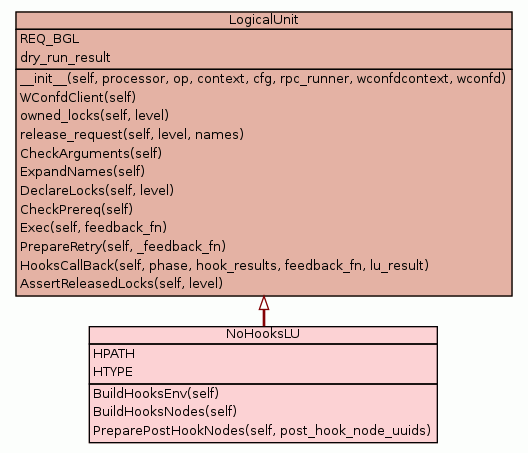 LogicalUnit
REQ_BGL
dry_run_result
__init__(self, processor, op, context, cfg, rpc_runner, wconfdcontext, wconfd)
WConfdClient(self)
owned_locks(self, level)
release_request(self, level, names)
CheckArguments(self)
ExpandNames(self)
DeclareLocks(self, level)
CheckPrereq(self)
Exec(self, feedback_fn)
PrepareRetry(self, _feedback_fn)
HooksCallBack(self, phase, hook_results, feedback_fn, lu_result)
AssertReleasedLocks(self, level)
NoHooksLU
HPATH
HTYPE
BuildHooksEnv(self)
BuildHooksNodes(self)
PreparePostHookNodes(self, post_hook_node_uuids)